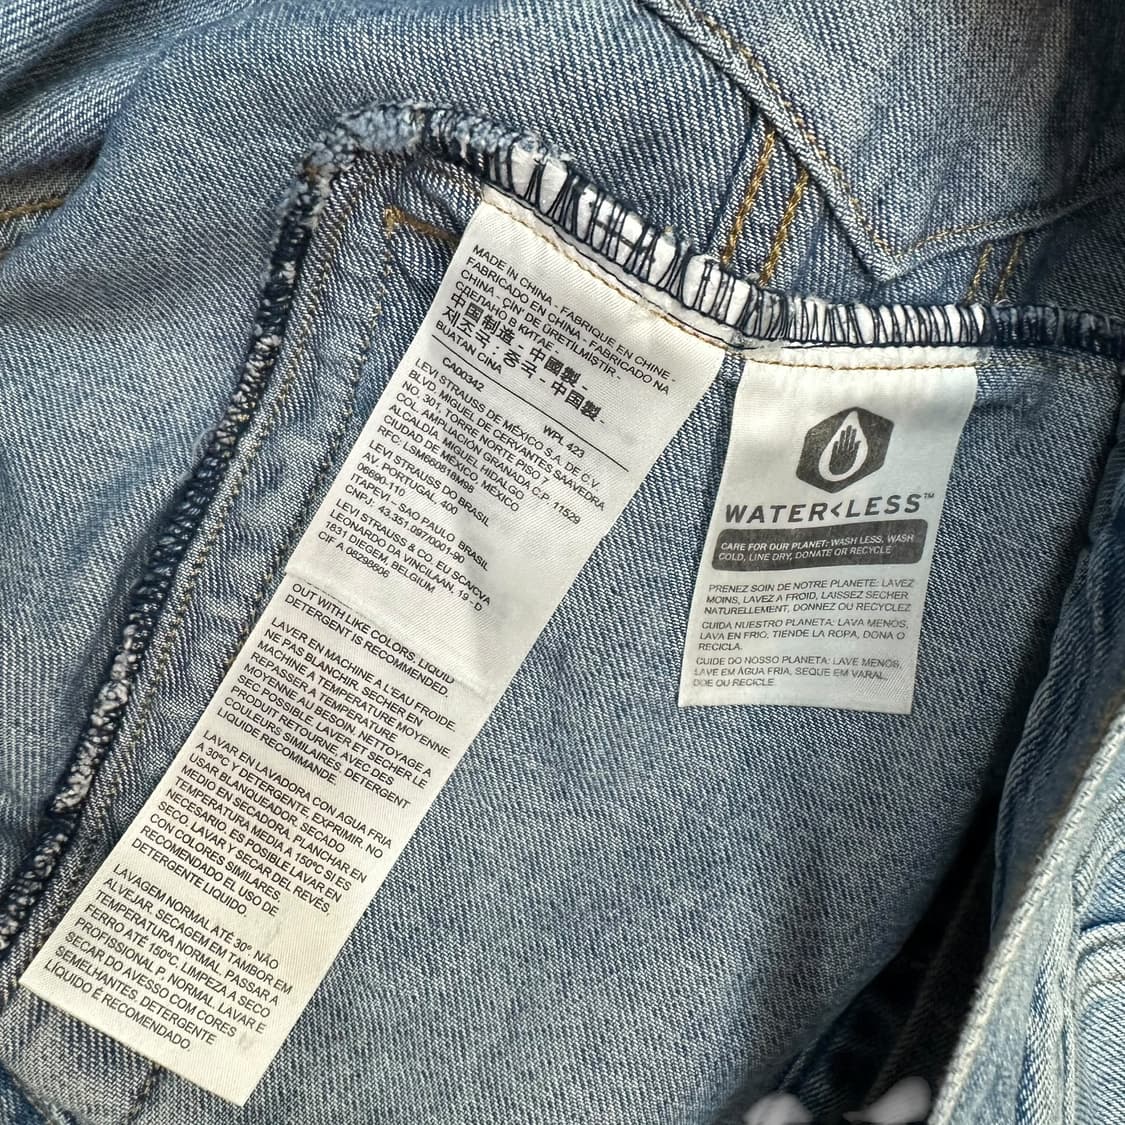 MADE IN CHINA - FABRIQUE EN CHINE -
FABRICADO EN CHINA - FABRICADO NA
CHINA - ÇIN' DE ÜRETILMIŞTIR -
СДЕЛАНО В КИТАЕ -
中国制造 - 中國製 -
제조국 : 중국 - 中国製 -
BUATAN CINA
CA00342 WPL 423
LEVI STRAUSS DE MÉXICO S.A. DE C.V.
BLVD. MIGUEL DE CERVANTES SAAVEDRA
NO. 301, TORRE NORTE PISO 7
COL. AMPLIACIÓN GRANADA C.P. 11529
ALCALDÍA. MIGUEL HIDALGO
CIUDAD DE MÉXICO, MÉXICO
RFC: LSM660818M98
LEVI STRAUSS DO BRASIL
AV. PORTUGAL, 400
06690-110
ITAPEVI - SAO PAULO BRASIL
CNPJ: 43.351.097/0001-90
LEVI STRAUSS & CO. EU SCA/CVA
LEONARDO DA VINCILAAN, 19 - D
1831 DIEGEM, BELGIUM
CIF A 08298606
OUT WITH LIKE COLORS. LIQUID
DETERGENT IS RECOMMENDED.
LAVER EN MACHINE A L'EAU FROIDE.
NE PAS BLANCHIR. SECHER EN
MACHINE A TEMPERATURE MOYENNE.
REPASSER AU BESOIN, NETTOYAGE A
MOYENNE. TEMPERATURE
SEC POSSIBLE. LAVER ET SECHER LE
PRODUIT RETOURNE, AVEC DES
COULEURS SIMILAIRES. DETERGENT
LIQUIDE RECOMMANDE.
LAVAR EN LAVADORA CON AGUA FRIA
A 30ºC Y DETERGENTE, EXPRIMIR. NO
USAR BLANQUEADOR. SECADO
MEDIO EN SECADORA. PLANCHAR EN
TEMPERATURA MEDIA A 150ºC SI ES
NECESARIO. ES POSIBLE LAVAR EN
SECO. LAVAR Y SECAR DEL REVÉS,
CON COLORES SIMILARES.
RECOMENDADO EL USO DE
DETERGENTE LIQUIDO.
LAVAGEM NORMAL ATÉ 30º NÃO
ALVEJAR. SECAGEM EM TAMBOR EM
TEMPERATURA NORMAL. PASSAR A
FERRO ATÉ 150ºC. LIMPEZA A SECO
PROFISSIONAL P, NORMAL. LAVAR E
SECAR DO AVESSO COM CORES
SEMELHANTES. DETERGENTE
LÍQUIDO É RECOMENDADO.
WATER<LESS™
CARE FOR OUR PLANET: WASH LESS, WASH
COLD, LINE DRY, DONATE OR RECYCLE
PRENEZ SOIN DE NOTRE PLANETE: LAVEZ
MOINS, LAVEZ A FROID, LAISSEZ SECHER
NATURELLEMENT, DONNEZ OU RECYCLEZ
CUIDA NUESTRO PLANETA: LAVA MENOS,
LAVA EN FRIO, TIENDE LA ROPA, DONA O
RECICLA.
CUIDE DO NOSSO PLANETA: LAVE MENOS,
LAVE EM ÁGUA FRIA, SEQUE EM VARAL,
DOE OU RECICLE.